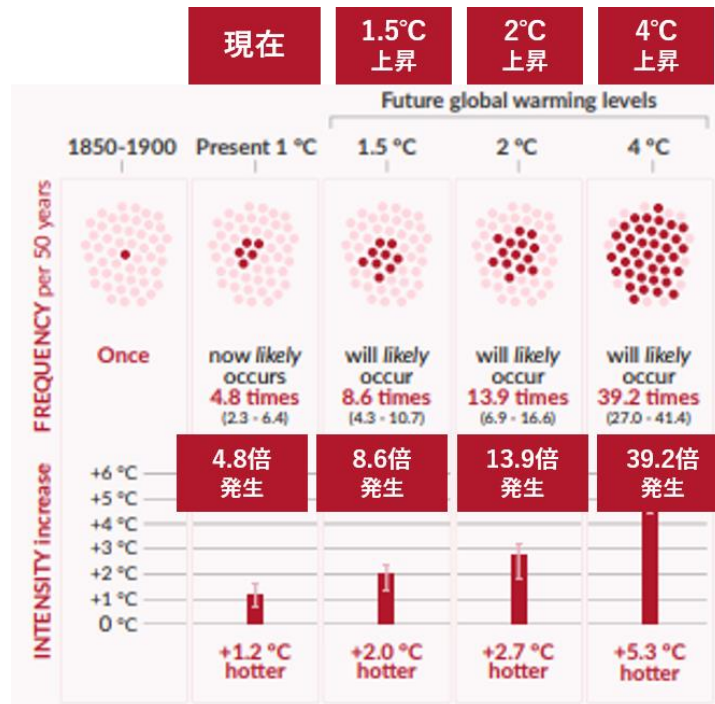 現在
1.5℃
上昇
2℃
上昇
4℃
上昇
Future global warming levels
1850-1900
Present 1 °C
1.5 °C
2 °C
4 °C
FREQUENCY per 50 years
Once
now likely
occurs
4.8 times
(2.3 - 6.4)
will likely
occur
8.6 times
(4.3 - 10.7)
will likely
occur
13.9 times
(6.9 - 16.6)
will likely
occur
39.2 times
(27.0 - 41.4)
4.8倍
発生
8.6倍
発生
13.9倍
発生
39.2倍
発生
INTENSITY increase
+6 °C
+5 °C
+4 °C
+3 °C
+2 °C
+1 °C
0 °C
+1.2 °C
hotter
+2.0 °C
hotter
+2.7 °C
hotter
+5.3 °C
hotter